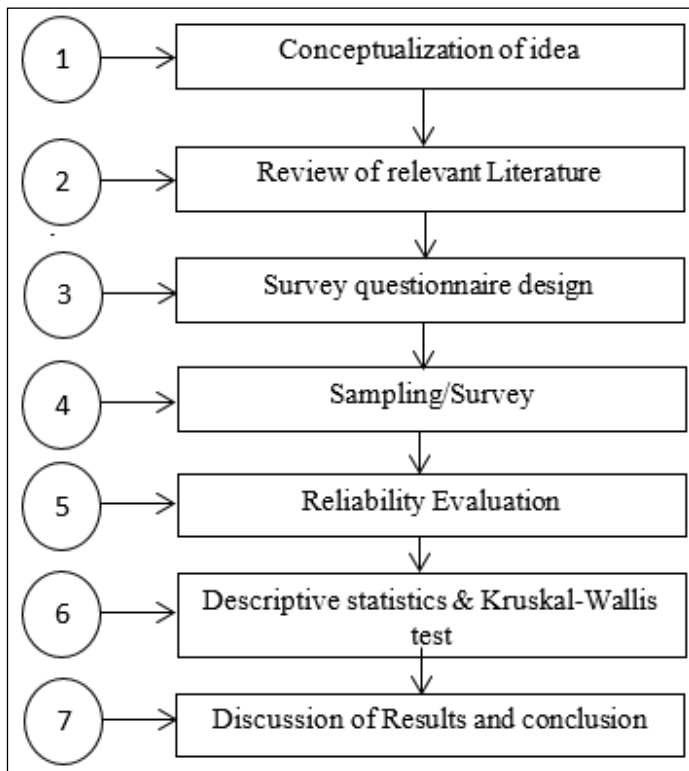 1
Conceptualization of idea
2
Review of relevant Literature
3
Survey questionnaire design
4
Sampling/Survey
5
Reliability Evaluation
6
Descriptive statistics & Kruskal-Wallis
test
7
Discussion of Results and conclusion